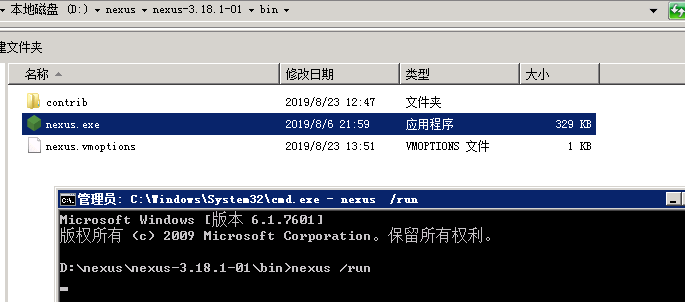 本地磁盘 (D:) nexus nexus-3.18.1-01 bin
建文件夹
名称 修改日期 类型 大小
contrib 2019/8/23 12:47 文件夹
nexus.exe 2019/8/6 21:59 应用程序 329 KB
nexus.vmoptions 2019/8/23 13:51 VMOPTIONS 文件 1 KB
管理员: C:\Windows\System32\cmd.exe - nexus  /run
Microsoft Windows [版本 6.1.7601]
版权所有 (c) 2009 Microsoft Corporation。保留所有权利。
D:\nexus\nexus-3.18.1-01\bin>nexus /run